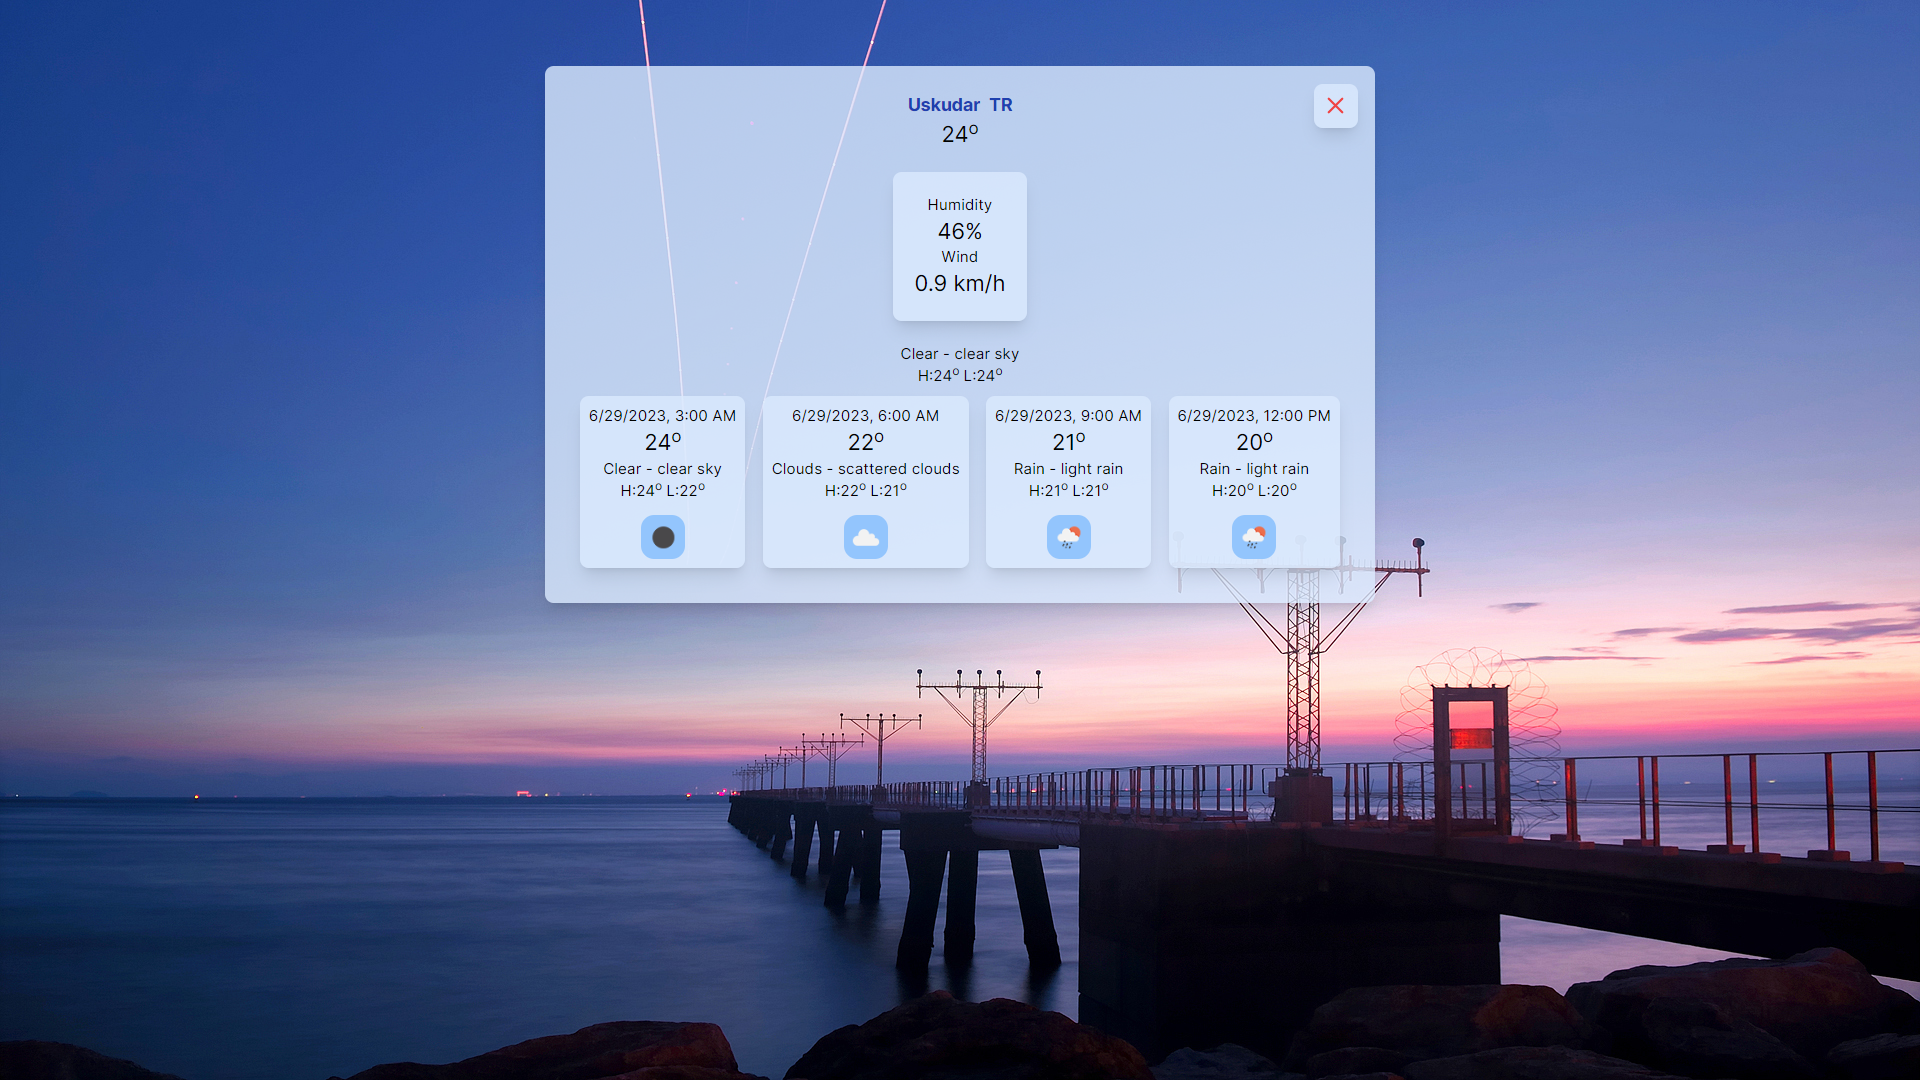 Uskudar TR
24°
Humidity
46%
Wind
0.9 km/h
Clear - clear sky
H:24° L:24°
6/29/2023, 3:00 AM
24°
Clear - clear sky
H:24° L:22°
6/29/2023, 6:00 AM
22°
Clouds - scattered clouds
H:22° L:21°
6/29/2023, 9:00 AM
21°
Rain - light rain
H:21° L:21°
6/29/2023, 12:00 PM
20°
Rain - light rain
H:20° L:20°